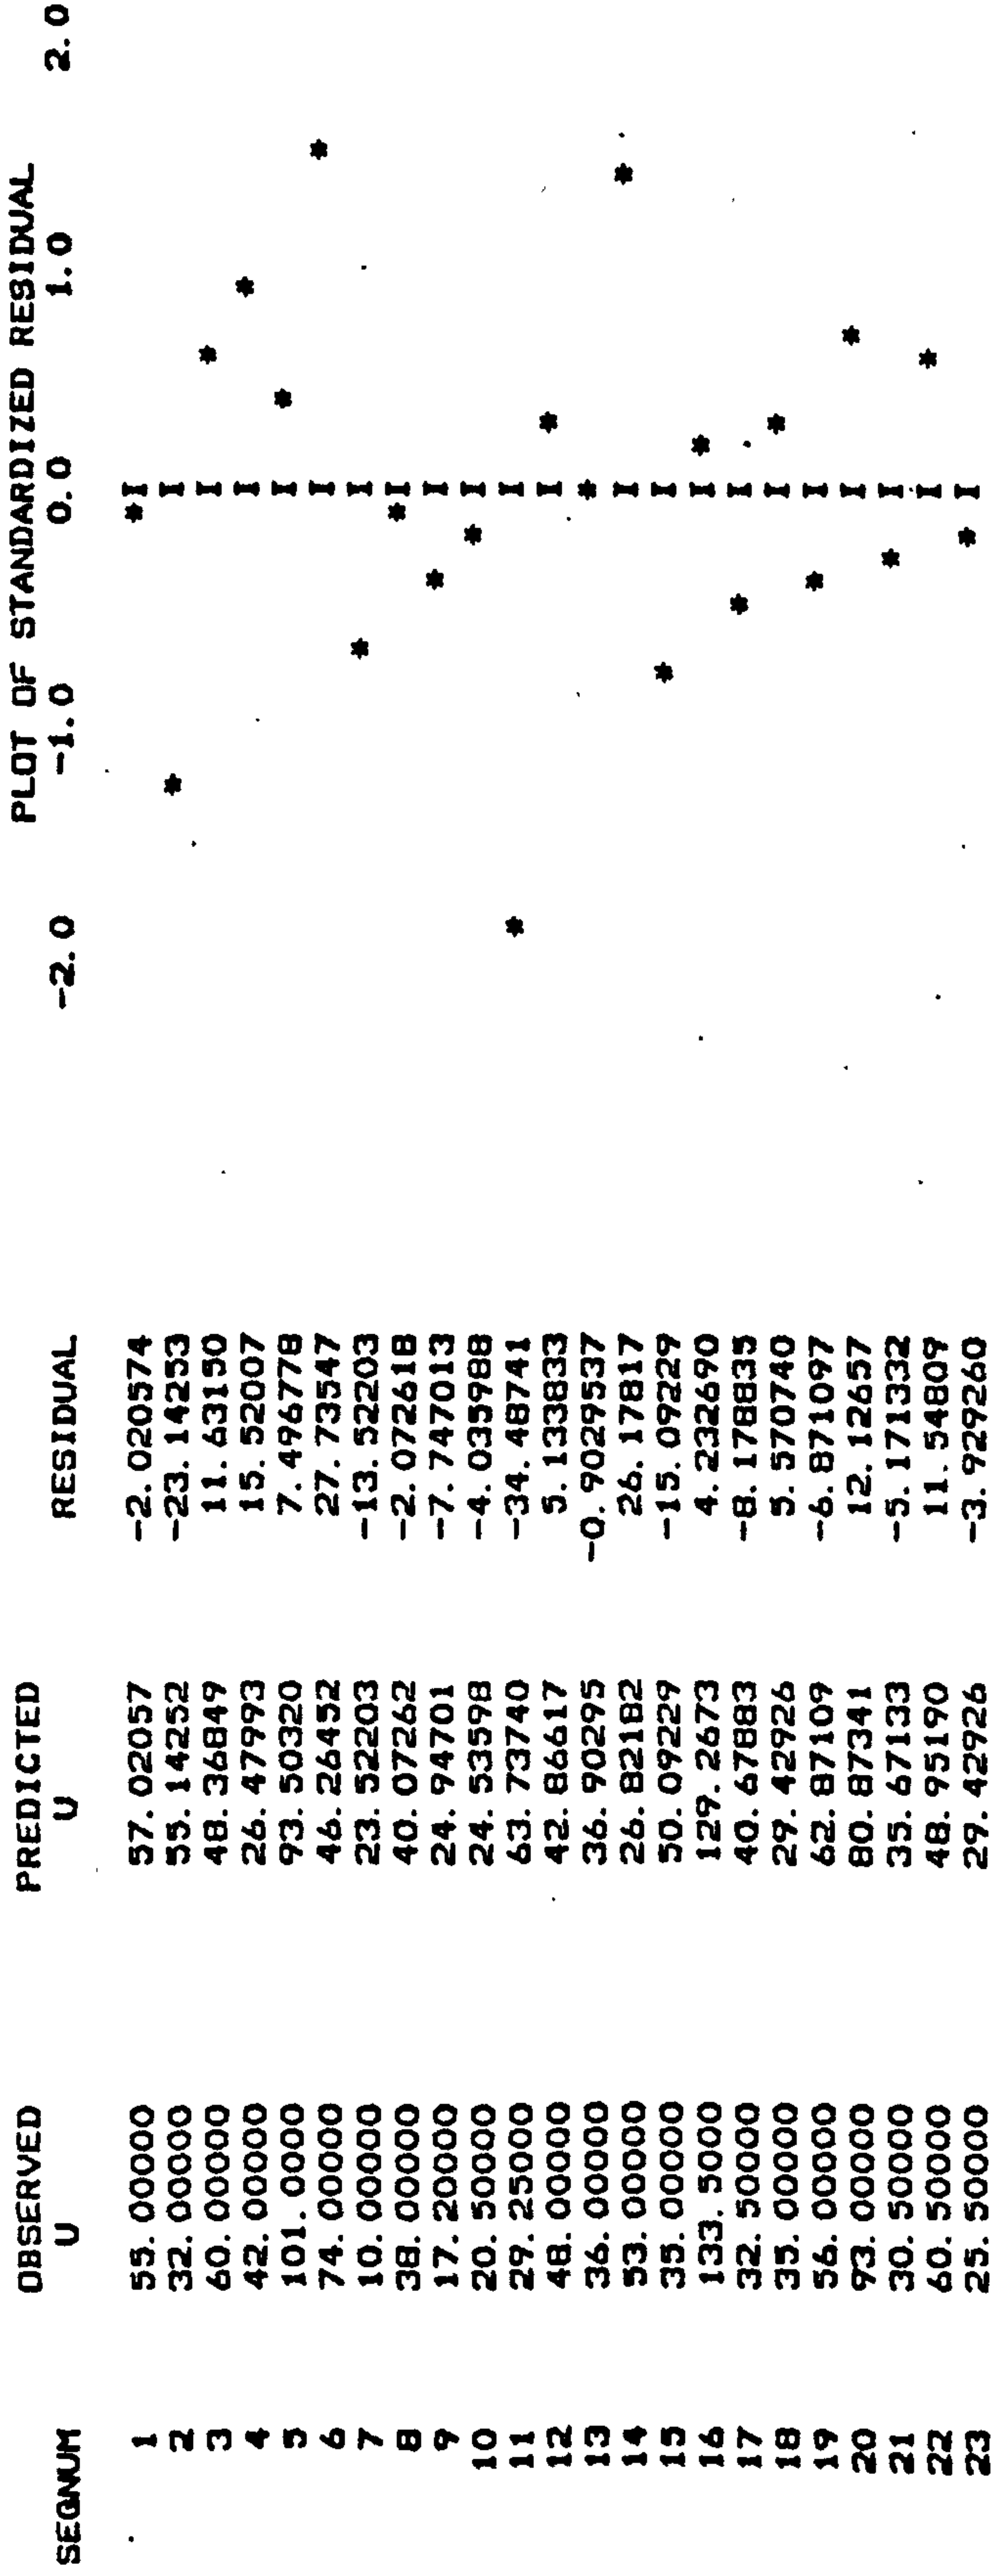 OBSERVED PREDICTED PLOT OF STANDARDIZED RESIDUAL
SEQNUM U U RESIDUAL -2.0 -1.0 0.0 1.0 2.0
1 55.00000 57.02057 -2.020574 * I
2 32.00000 55.14252 -23.14253 * I
3 60.00000 48.36849 11.63150 I *
4 42.00000 26.47993 15.52007 I *
5 101.0000 93.50320 7.496778 I *
6 74.00000 46.26452 27.73547 I *
7 10.00000 23.52203 -13.52203 * I
8 38.00000 40.07262 -2.072618 * I
9 17.20000 24.94701 -7.747013 * I
10 20.50000 24.53598 -4.035988 * I
11 29.25000 63.73740 -34.48741 * I
12 48.00000 42.86617 5.133833 I *
13 36.00000 36.90295 -0.9029537 *
14 53.00000 26.82182 26.17817 I *
15 35.00000 50.09229 -15.09229 * I
16 133.5000 129.2673 4.232690 I *
17 32.50000 40.67883 -8.178835 * I
18 35.00000 29.42926 5.570740 I *
19 56.00000 62.87109 -6.871097 * I
20 93.00000 80.87341 12.12657 I *
21 30.50000 35.67133 -5.171332 * I
22 60.50000 48.95190 11.54809 I *
23 25.50000 29.42926 -3.929260 * I